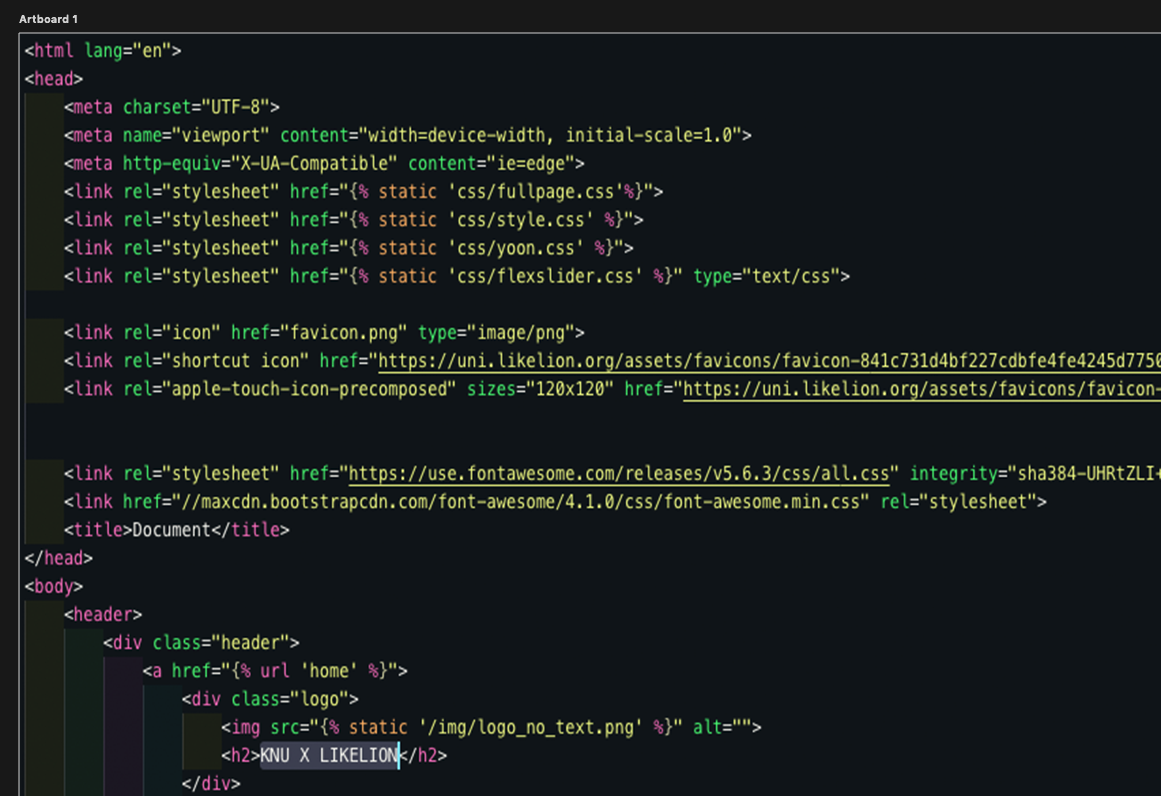 Artboard 1
<html lang="en">
<head>
<meta charset="UTF-8">
<meta name="viewport" content="width=device-width, initial-scale=1.0">
<meta http-equiv="X-UA-Compatible" content="ie=edge">
<link rel="stylesheet" href="{% static 'css/fullpage.css'%}">
<link rel="stylesheet" href="{% static 'css/style.css' %}">
<link rel="stylesheet" href="{% static 'css/yoon.css' %}">
<link rel="stylesheet" href="{% static 'css/flexslider.css' %}" type="text/css">
<link rel="icon" href="favicon.png" type="image/png">
<link rel="shortcut icon" href="https://uni.likelion.org/assets/favicons/favicon-841c731d4bf227cdbfe4fe4245d7750
<link rel="apple-touch-icon-precomposed" sizes="120x120" href="https://uni.likelion.org/assets/favicons/favicon-
<link rel="stylesheet" href="https://use.fontawesome.com/releases/v5.6.3/css/all.css" integrity="sha384-UHRtZLI+
<link href="//maxcdn.bootstrapcdn.com/font-awesome/4.1.0/css/font-awesome.min.css" rel="stylesheet">
<title>Document</title>
</head>
<body>
<header>
<div class="header">
<a href="{% url 'home' %}">
<div class="logo">
<img src="{% static '/img/logo_no_text.png' %}" alt="">
<h2>KNU X LIKELION</h2>
</div>